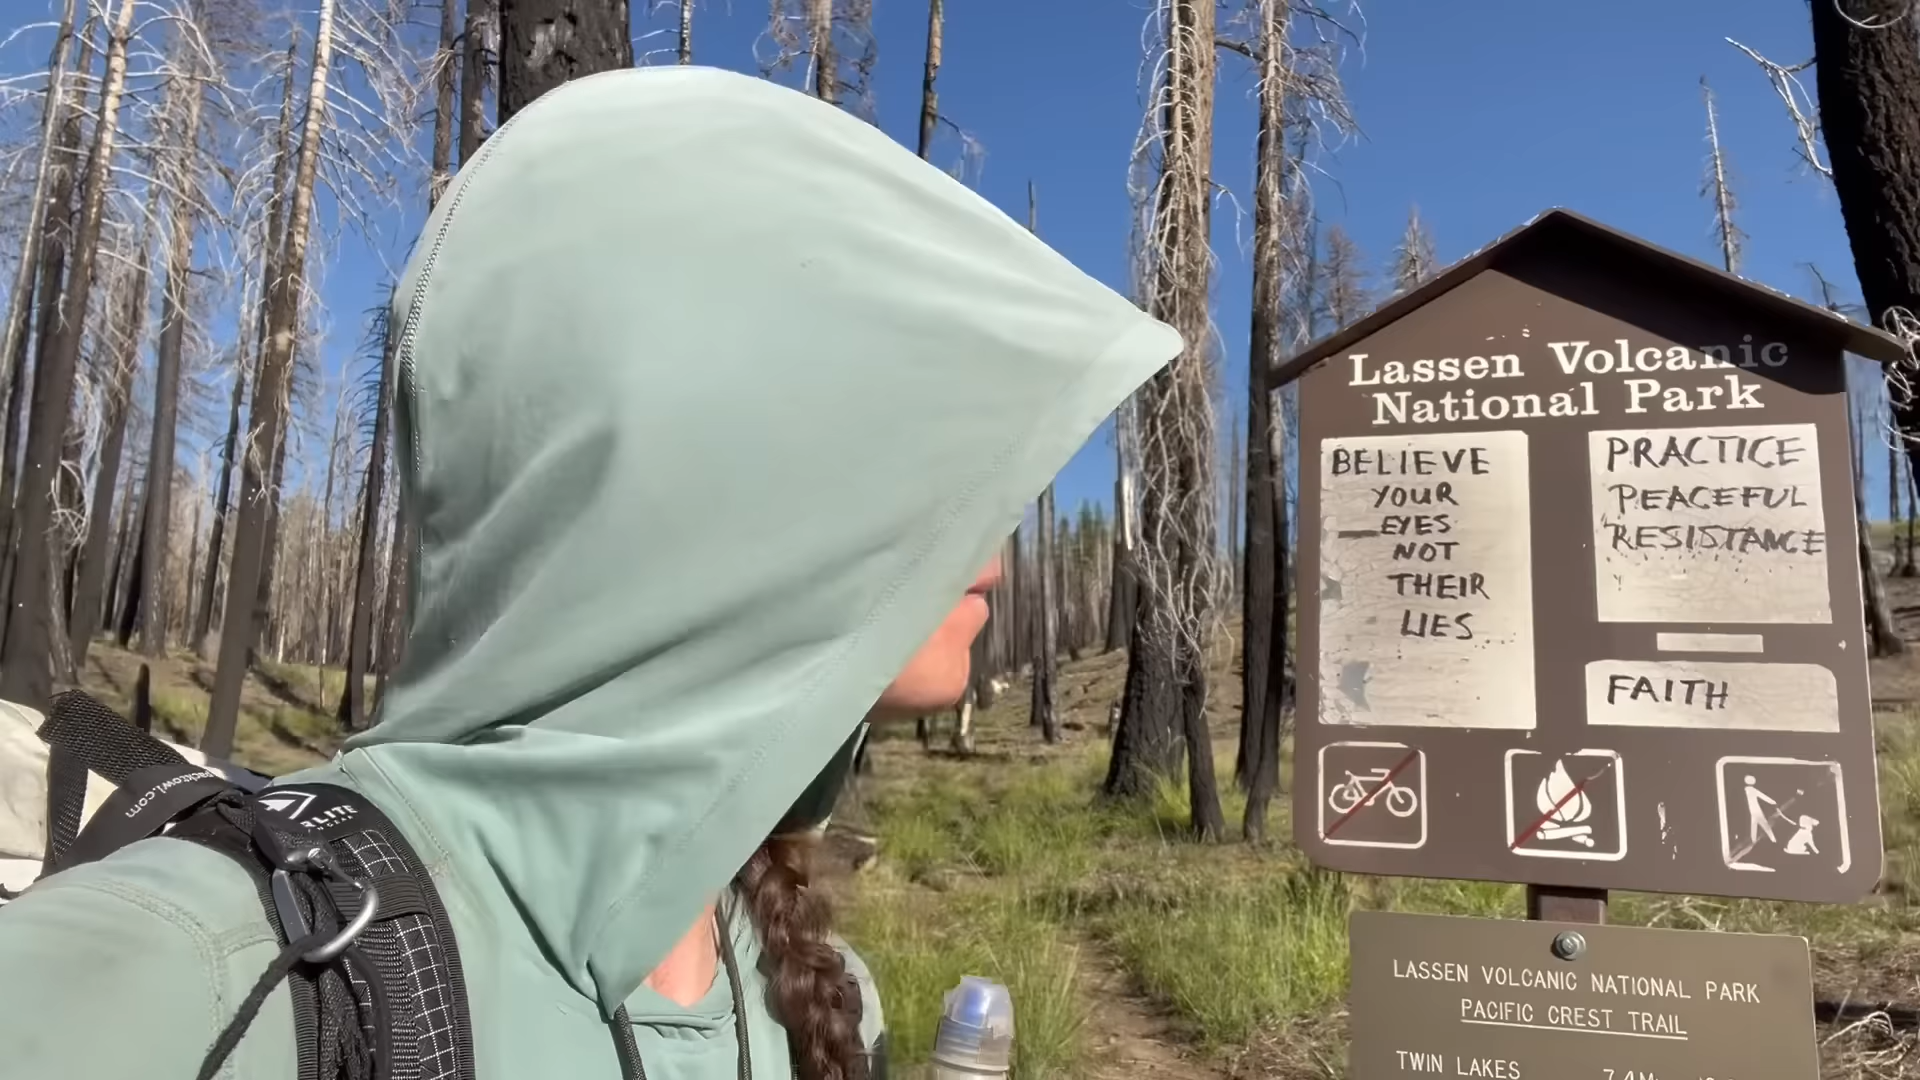 Lassen Volcanic
National Park
BELIEVE
YOUR
EYES
NOT
THEIR
LIES
PRACTICE
PEACEFUL
RESISTANCE
FAITH
LASSEN VOLCANIC NATIONAL PARK
PACIFIC CREST TRAIL
TWIN LAKES